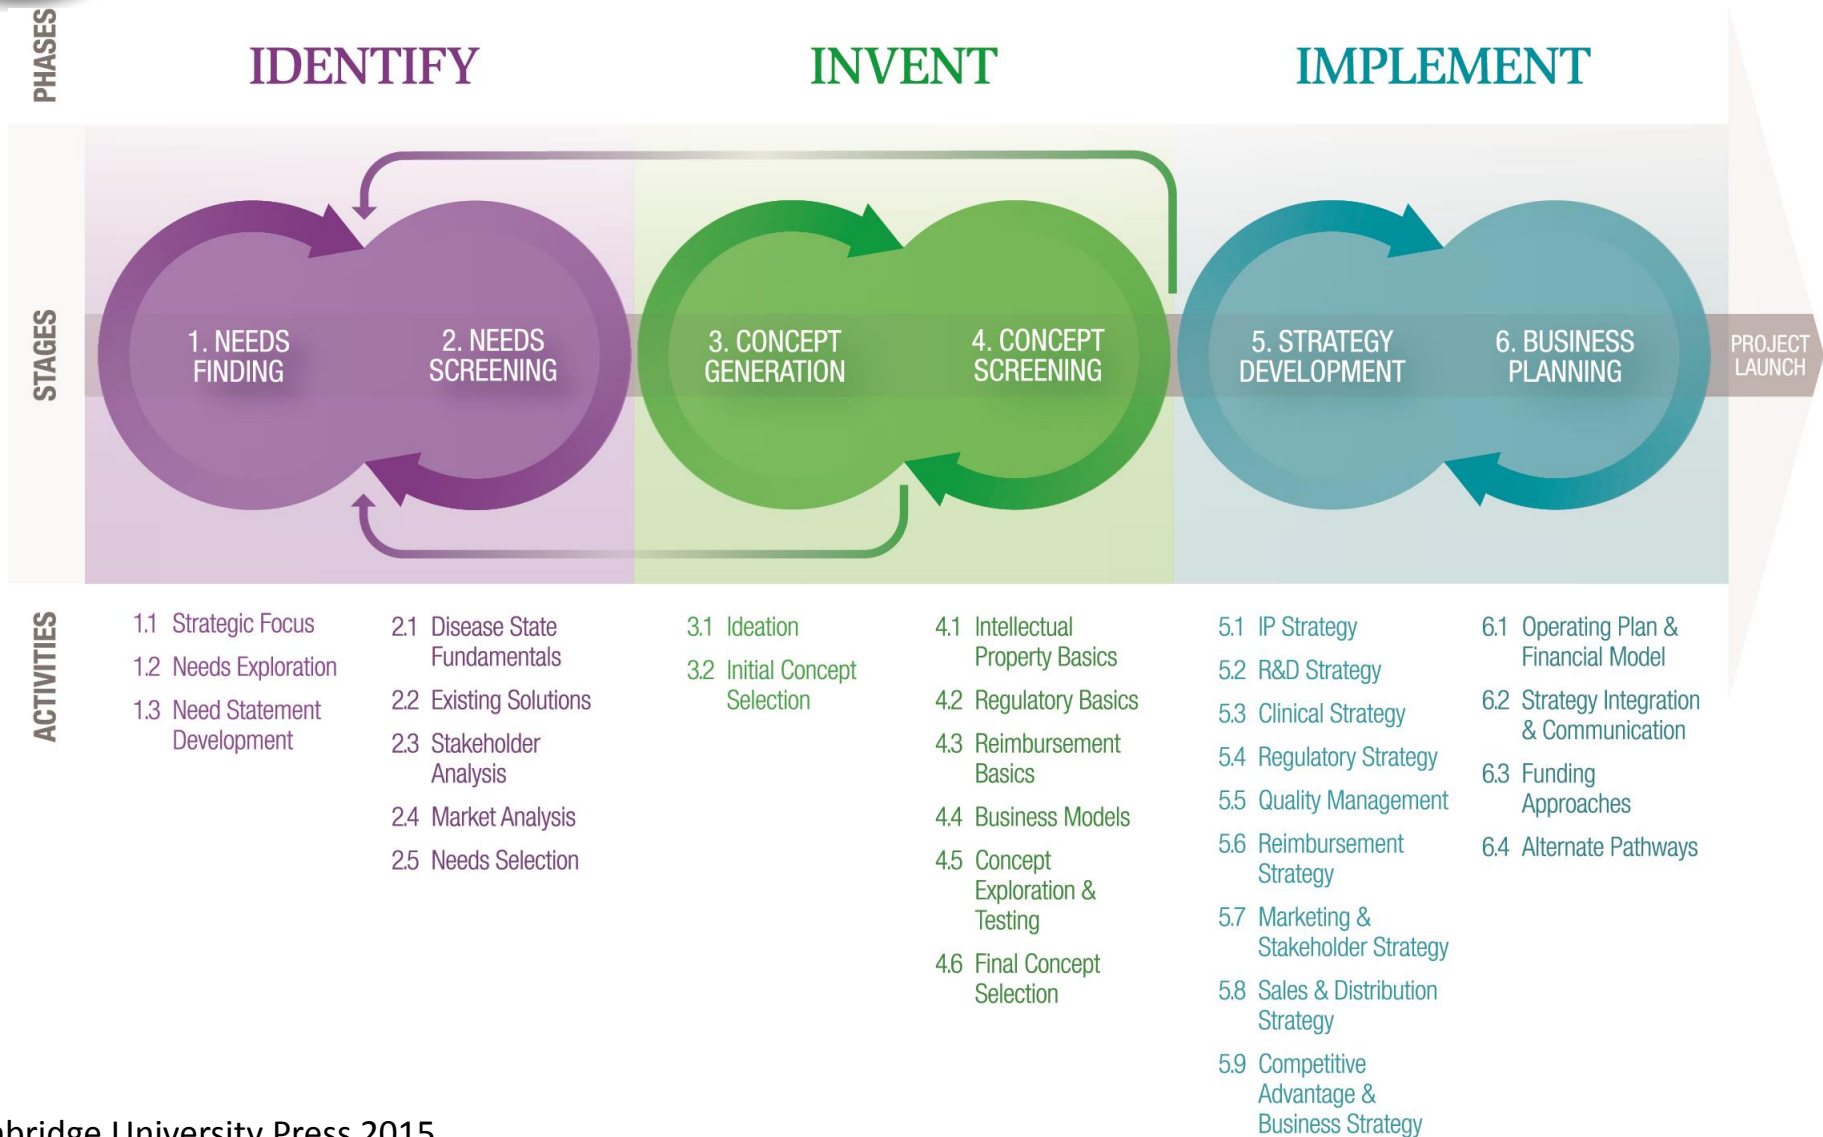 PHASES
IDENTIFY
INVENT
IMPLEMENT
STAGES
1. NEEDS
FINDING
2. NEEDS
SCREENING
3. CONCEPT
GENERATION
4. CONCEPT
SCREENING
5. STRATEGY
DEVELOPMENT
6. BUSINESS
PLANNING
PROJECT
LAUNCH
ACTIVITIES
1.1 Strategic Focus
1.2 Needs Exploration
1.3 Need Statement
Development
2.1 Disease State
Fundamentals
2.2 Existing Solutions
2.3 Stakeholder
Analysis
2.4 Market Analysis
2.5 Needs Selection
3.1 Ideation
3.2 Initial Concept
Selection
4.1 Intellectual
Property Basics
4.2 Regulatory Basics
4.3 Reimbursement
Basics
4.4 Business Models
4.5 Concept
Exploration &
Testing
4.6 Final Concept
Selection
5.1 IP Strategy
5.2 R&D Strategy
5.3 Clinical Strategy
5.4 Regulatory Strategy
5.5 Quality Management
5.6 Reimbursement
Strategy
5.7 Marketing &
Stakeholder Strategy
5.8 Sales & Distribution
Strategy
5.9 Competitive
Advantage &
Business Strategy
6.1 Operating Plan &
Financial Model
6.2 Strategy Integration
& Communication
6.3 Funding
Approaches
6.4 Alternate Pathways
University Press 2015